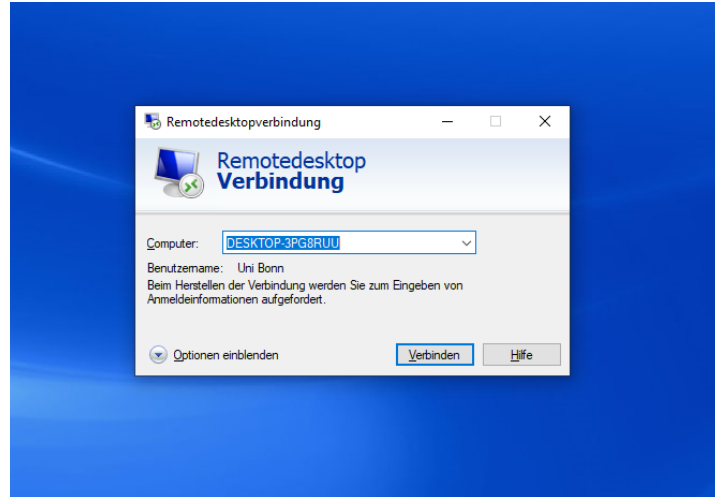 Remotedesktopverbindung
Remotedesktop
Verbindung
Computer: DESKTOP-3PG8RUU
Benutzername: Uni Bonn
Beim Herstellen der Verbindung werden Sie zum Eingeben von
Anmeldeinformationen aufgefordert.
Optionen einblenden Verbinden Hilfe